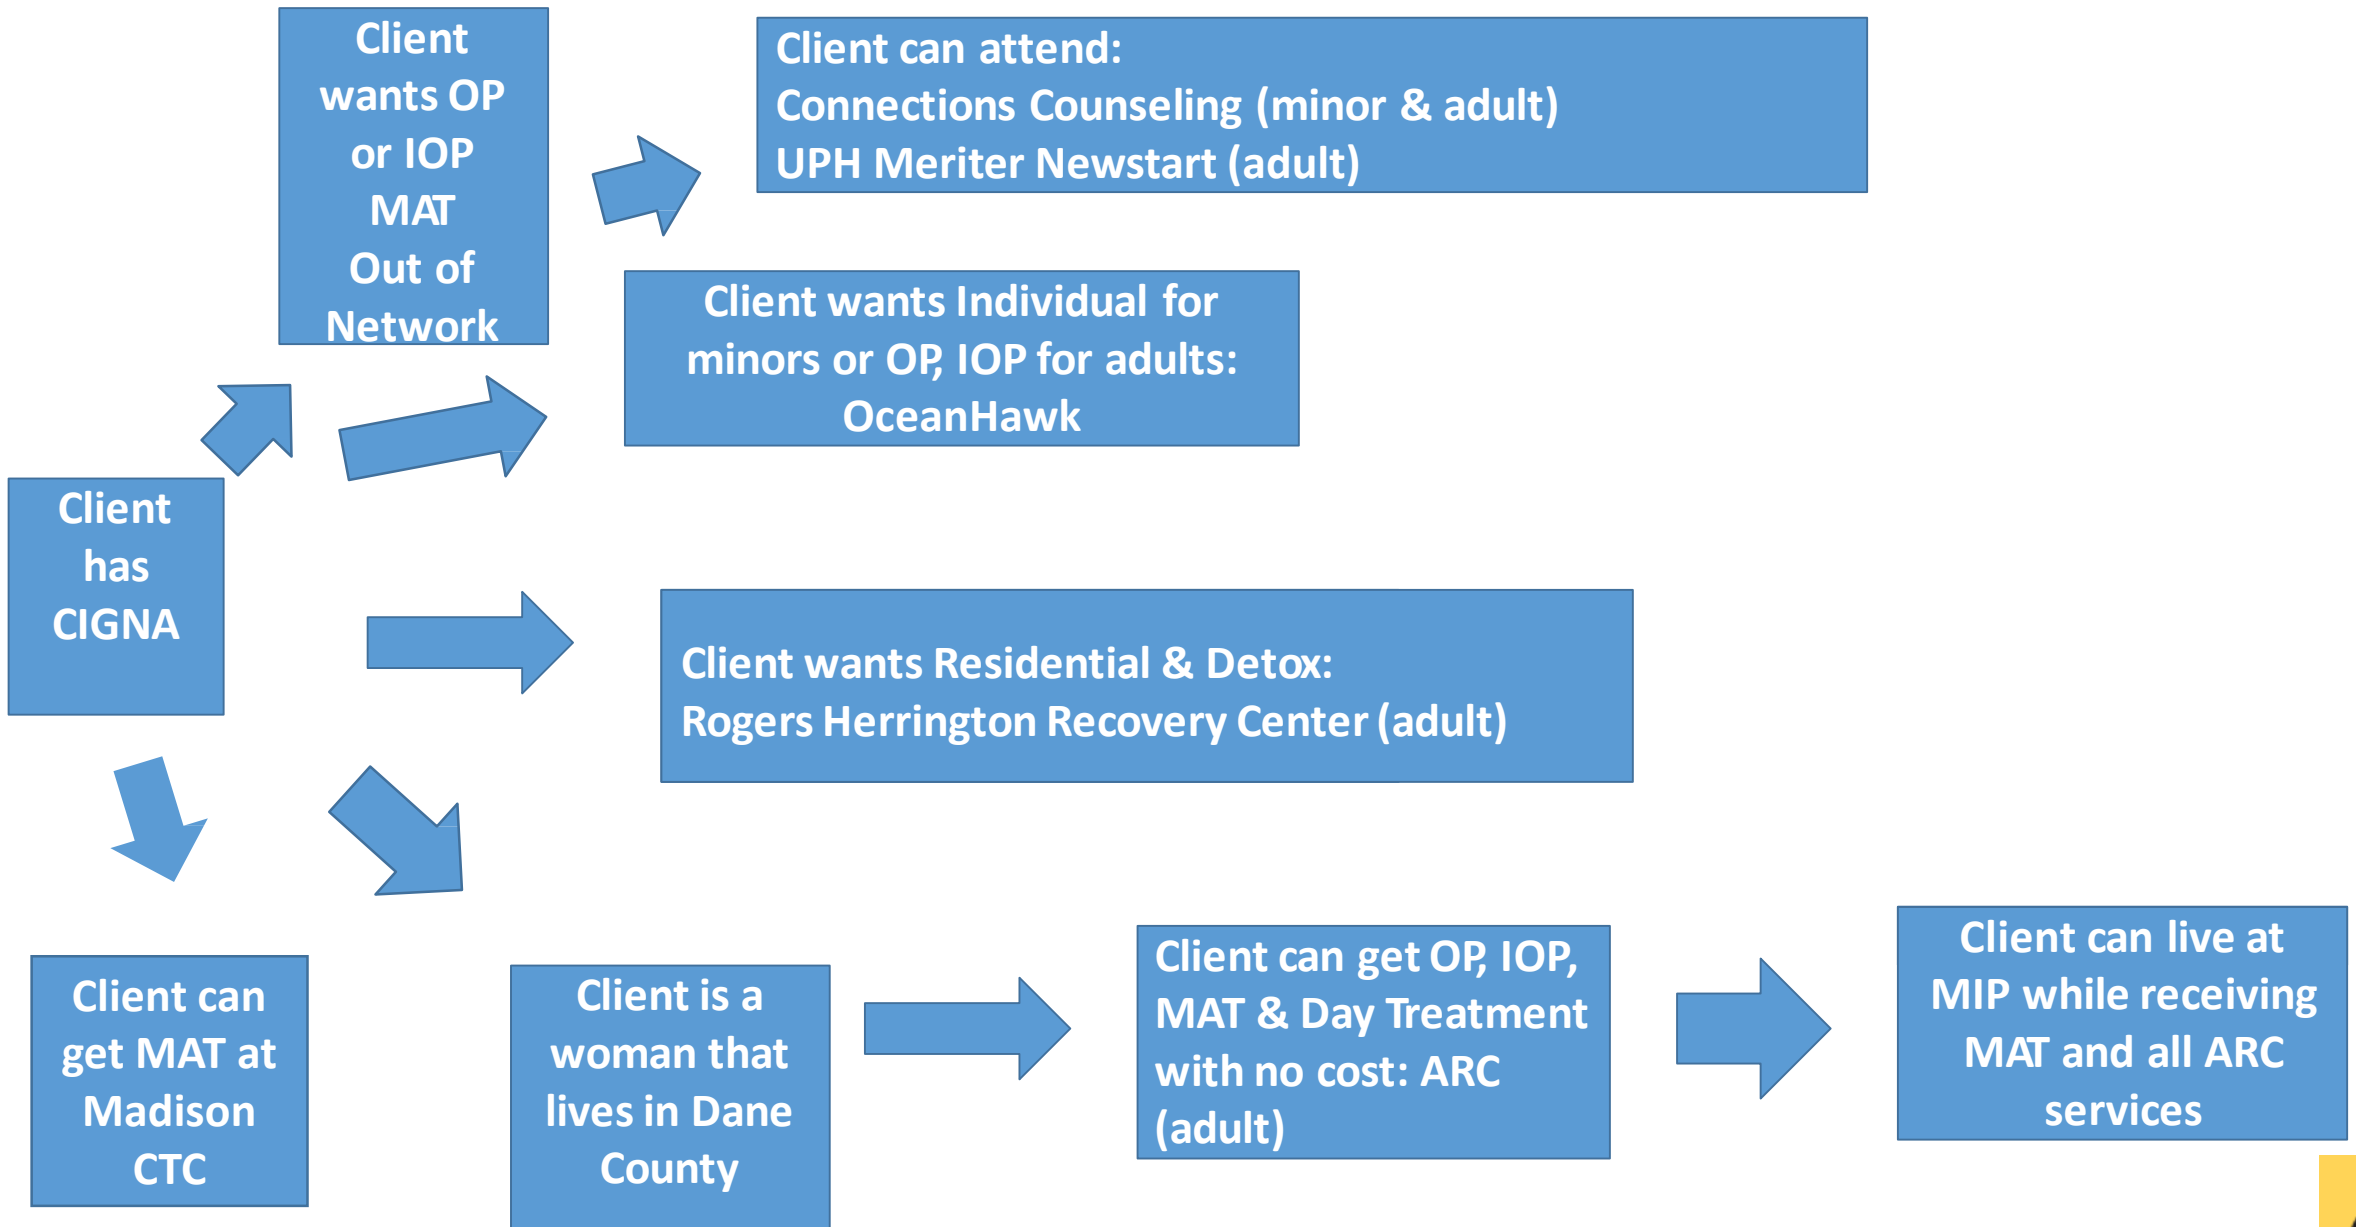 Client
wants OP
or IOP
MAT
Out of
Network
Client can attend:
Connections Counseling (minor & adult)
UPH Meriter Newstart (adult)
Client wants Individual for
minors or OP, IOP for adults:
OceanHawk
Client
has
CIGNA
Client wants Residential & Detox:
Rogers Herrington Recovery Center (adult)
Client can
get MAT at
Madison
CTC
Client is a
woman that
lives in Dane
County
Client can get OP, IOP,
MAT & Day Treatment
with no cost: ARC
(adult)
Client can live at
MIP while receiving
MAT and all ARC
services